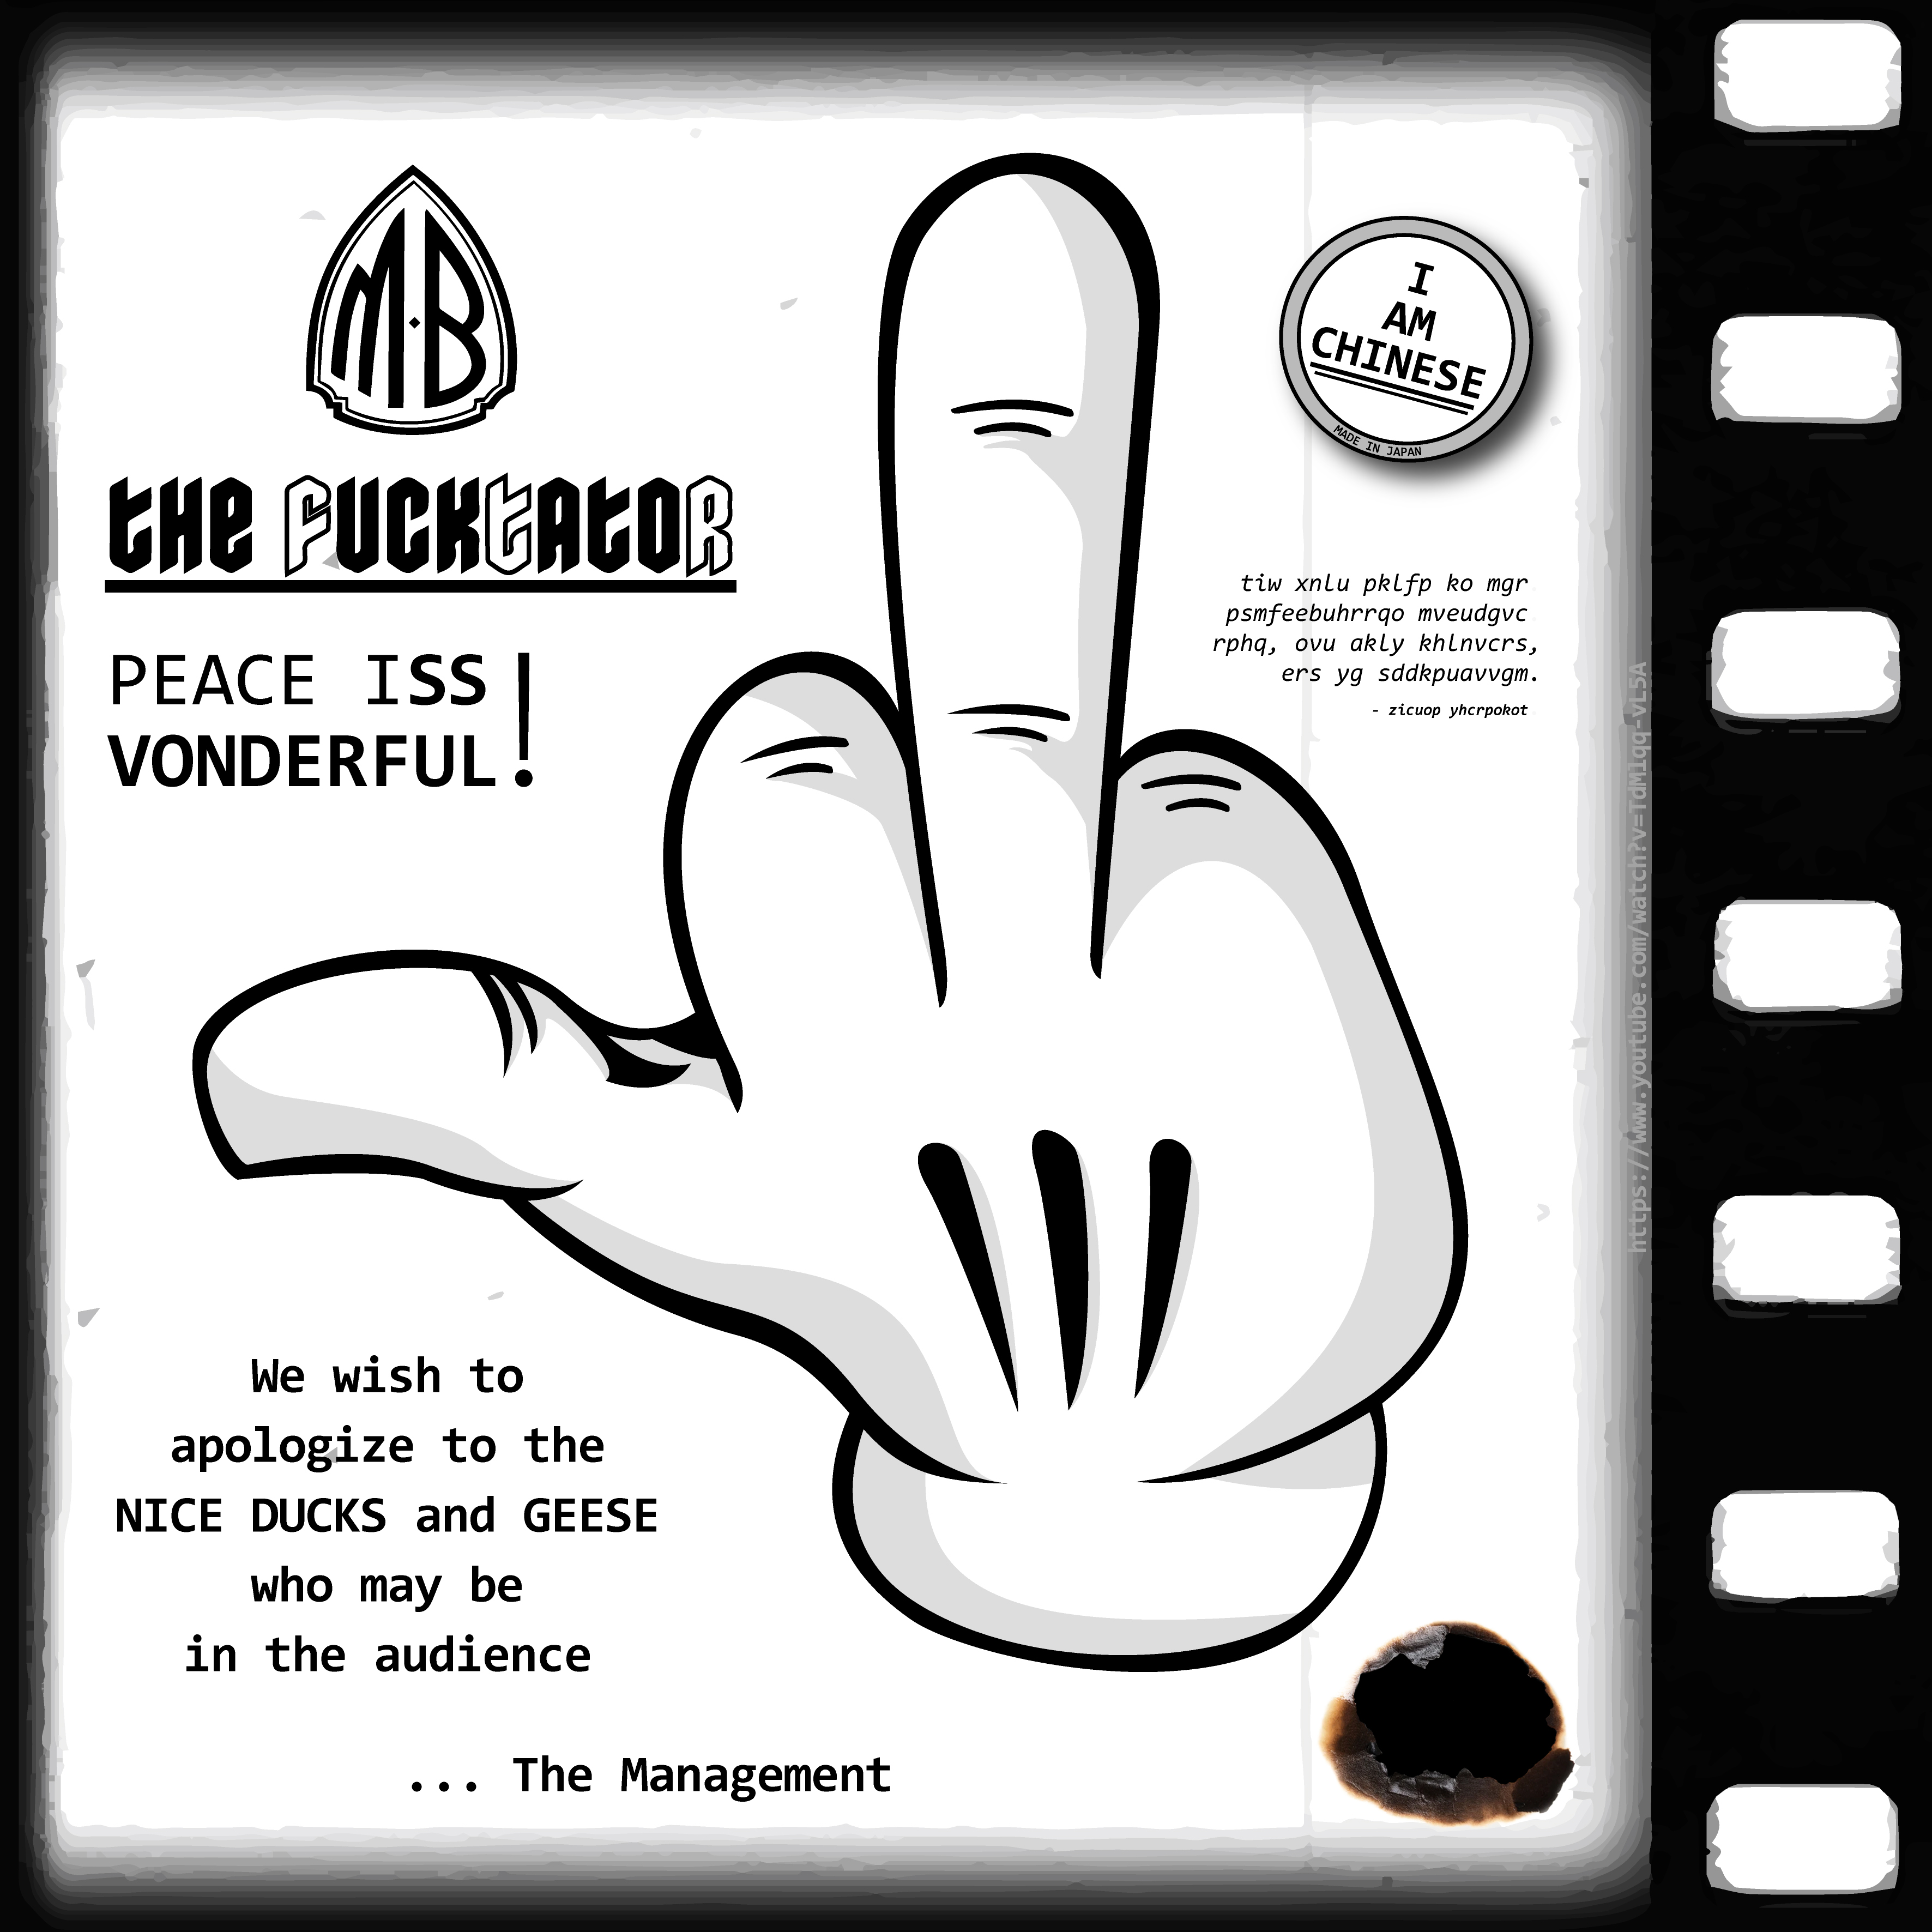 M·B
THE FUCKTATOR
PEACE ISS
VONDERFUL!
I
AM
CHINESE
MADE IN JAPAN
tiw xnlu pklfp ko mgr
psmfeebuhrrqo mveudgvc
rphq, ovu akly khlnvcrs,
ers yg sddkpuavvgm.
- zicuop yhcrpokot
https://www.youtube.com/watch?v=TdM1qq-vL5A
We wish to
apologize to the
NICE DUCKS and GEESE
who may be
in the audience
... The Management